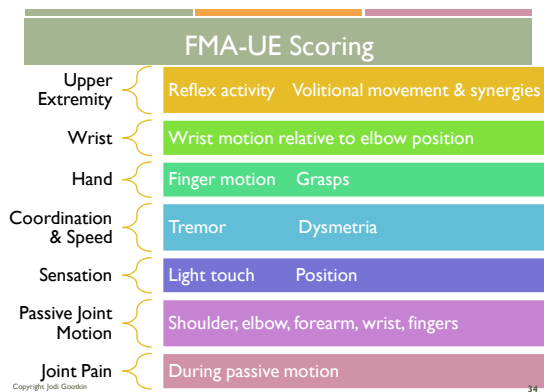 FMA-UE Scoring
Upper
Extremity
Reflex activity Volitional movement & synergies
Wrist
Wrist motion relative to elbow position
Hand
Finger motion Grasps
Coordination
& Speed
Tremor Dysmetria
Sensation
Light touch Position
Passive Joint
Motion
Shoulder, elbow, forearm, wrist, fingers
Joint Pain
During passive motion
Copyright Jodi Gootkin
34